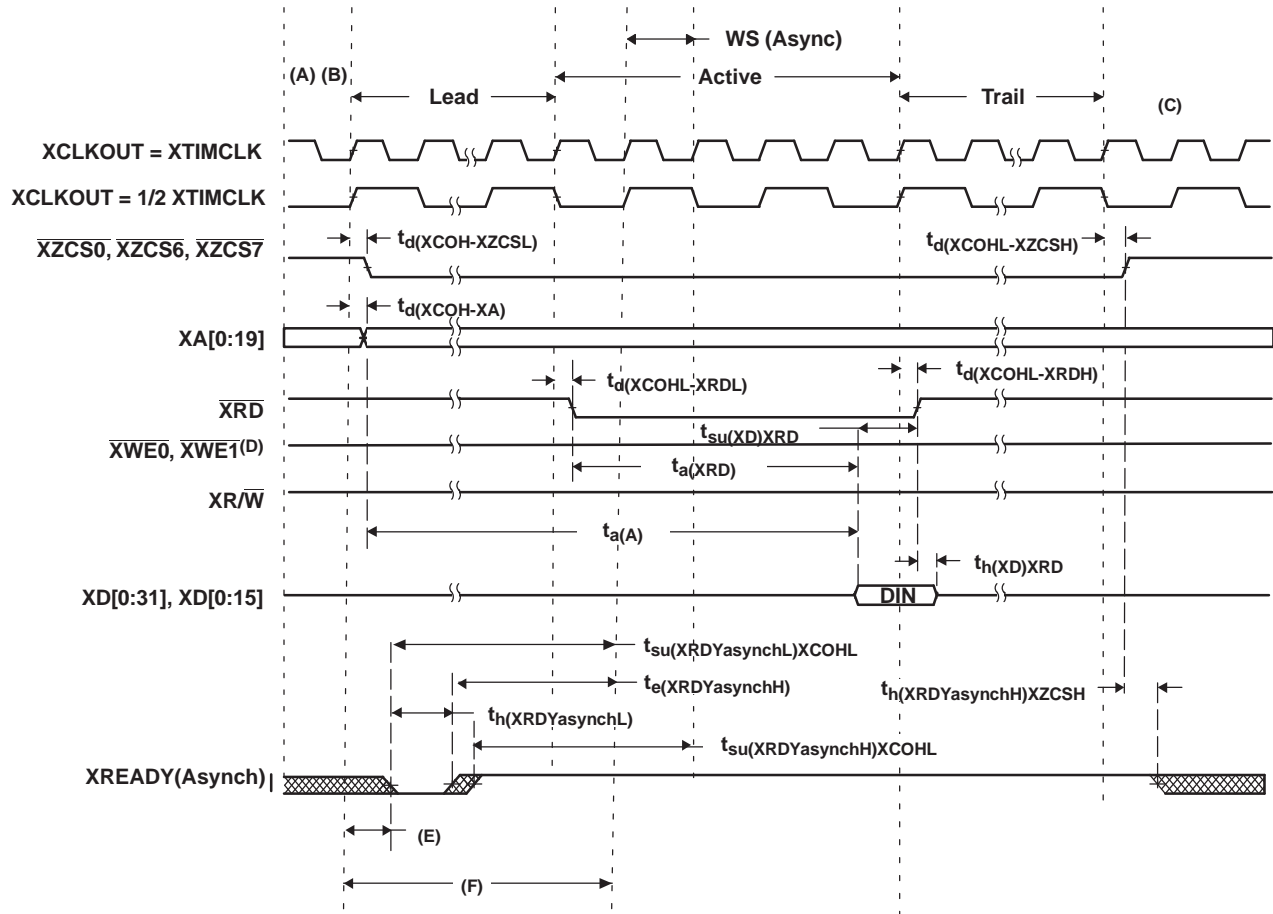 WS (Async)
(A) (B)
Active
Lead
Trail
(C)
XCLKOUT = XTIMCLK
XCLKOUT = 1/2 XTIMCLK
td(XCOH-XZCSL)
td(XCOHL-XZCSH)
XZCS0, XZCS6, XZCS7
td(XCOH-XA)
XA[0:19]
td(XCOHL-XRDL)
td(XCOHL-XRDH)
XRD
tsu(XD)XRD
XWE0, XWE1(D)
ta(XRD)
XR/W
ta(A)
th(XD)XRD
XD[0:31], XD[0:15]
DIN
tsu(XRDYasynchL)XCOHL
te(XRDYasynchH)
th(XRDYasynchH)XZCSH
th(XRDYasynchL)
tsu(XRDYasynchH)XCOHL
XREADY(Asynch)
(E)
(F)